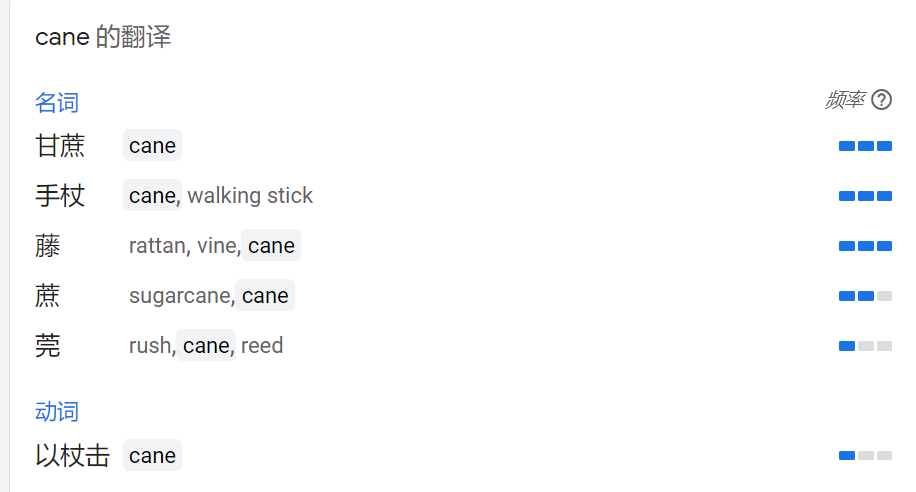 cane 的翻译
名词 频率 ?
甘蔗 cane
手杖 cane, walking stick
藤 rattan, vine, cane
蔗 sugarcane, cane
莞 rush, cane, reed
动词
以杖击 cane